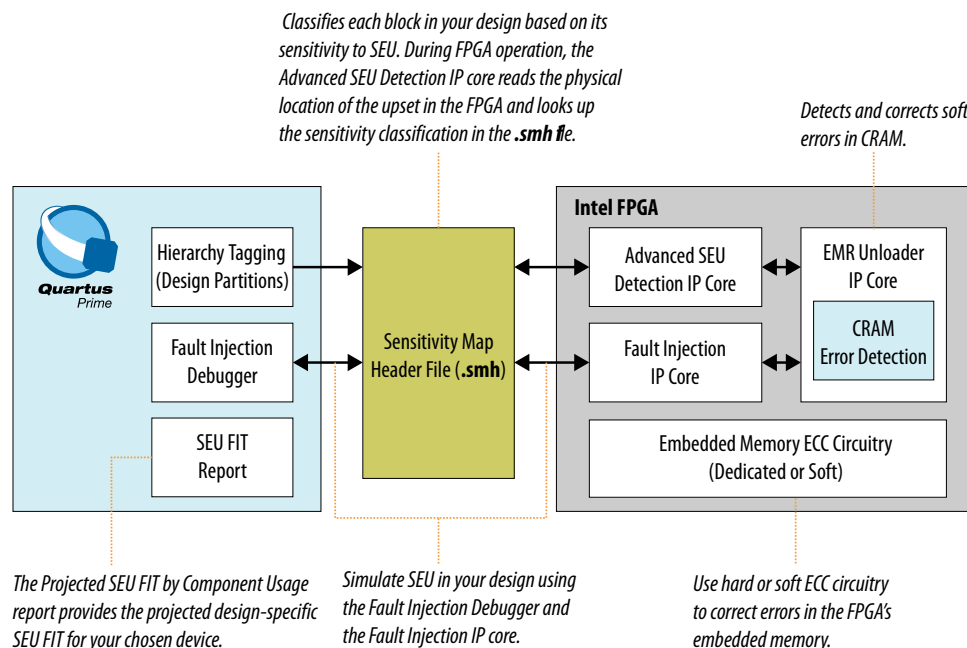 Classifies each block in your design based on its
sensitivity to SEU. During FPGA operation, the
Advanced SEU Detection IP core reads the physical
location of the upset in the FPGA and looks up
the sensitivity classification in the .smh file.
Detects and corrects soft
errors in CRAM.
Quartus
Prime
Hierarchy Tagging
(Design Partitions)
Fault Injection
Debugger
SEU FIT
Report
Sensitivity Map
Header File (.smh)
Intel FPGA
Advanced SEU
Detection IP Core
EMR Unloader
IP Core
CRAM
Error Detection
Fault Injection
IP Core
Embedded Memory ECC Circuitry
(Dedicated or Soft)
The Projected SEU FIT by Component Usage
report provides the projected design-specific
SEU FIT for your chosen device.
Simulate SEU in your design using
the Fault Injection Debugger and
the Fault Injection IP core.
Use hard or soft ECC circuitry
to correct errors in the FPGA's
embedded memory.